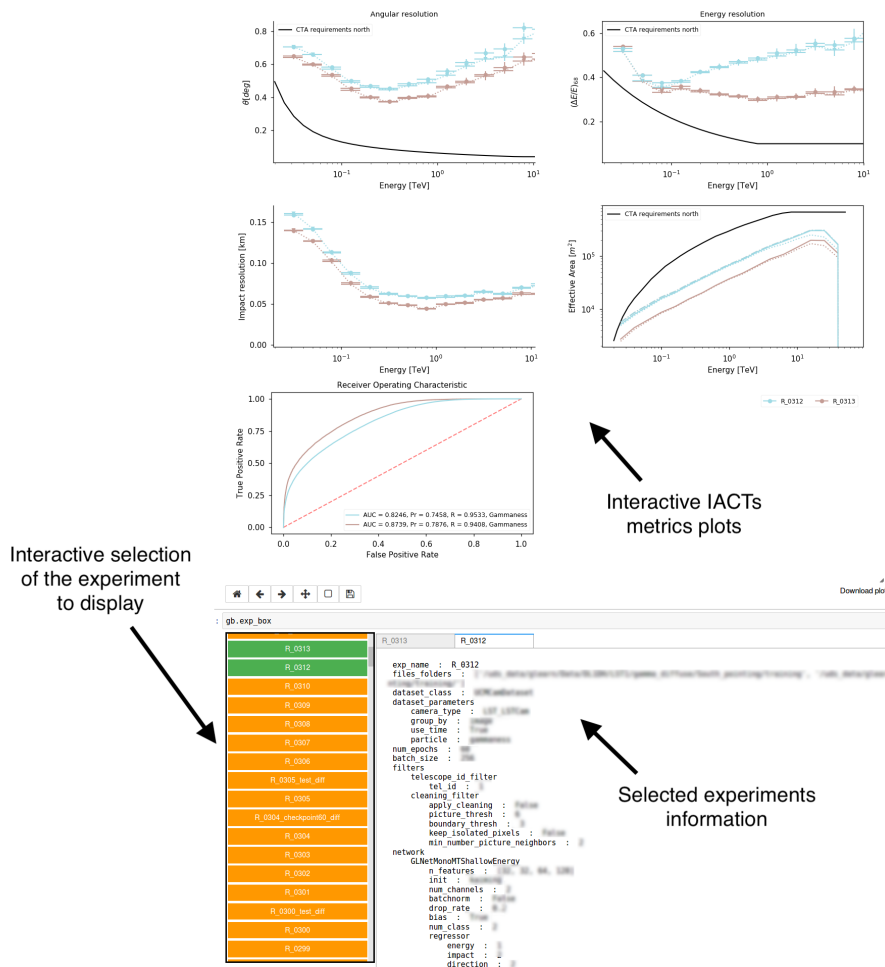 Angular resolution
CTA requirements north
θ[deg]
0.8
0.6
0.4
0.2
10⁻¹
10⁰
10¹
Energy [TeV]
Energy resolution
CTA requirements north
(ΔE/E)₆₈
0.6
0.4
0.2
10⁻¹
10⁰
10¹
Energy [TeV]
Impact resolution [km]
0.15
0.10
0.05
0.00
10⁻¹
10⁰
10¹
Energy [TeV]
CTA requirements north
Effective Area [m²]
10⁵
10⁴
10⁻¹
10⁰
10¹
Energy [TeV]
Receiver Operating Characteristic
True Positive Rate
1.00
0.75
0.50
0.25
0.00
AUC = 0.8246, Pr = 0.7458, R = 0.9533, Gammaness
AUC = 0.8739, Pr = 0.7876, R = 0.9408, Gammaness
0.0
0.2
0.4
0.6
0.8
1.0
False Positive Rate
R_0312
R_0313
Interactive IACTs
metrics plots
Interactive selection
of the experiment
to display
Download plot
: gb.exp_box
R_0313
R_0312
R_0310
R_0309
R_0308
R_0307
R_0306
R_0305_test_diff
R_0305
R_0304_checkpoint60_diff
R_0304
R_0303
R_0302
R_0301
R_0300_test_diff
R_0300
R_0299
R_0313
R_0312
exp_name : R_0312
files_folders :
dataset_class :
dataset_parameters
camera_type :
group_by :
use_time :
particle :
num_epochs :
batch_size :
filters
telescope_id_filter
tel_id :
cleaning_filter
apply_cleaning :
picture_thresh :
boundary_thresh :
keep_isolated_pixels :
min_number_picture_neighbors :
network
GLNetMonoMTShallowEnergy
n_features :
init :
num_channels :
batchnorm :
drop_rate :
bias :
num_class :
regressor
energy :
impact :
direction :
Selected experiments
information